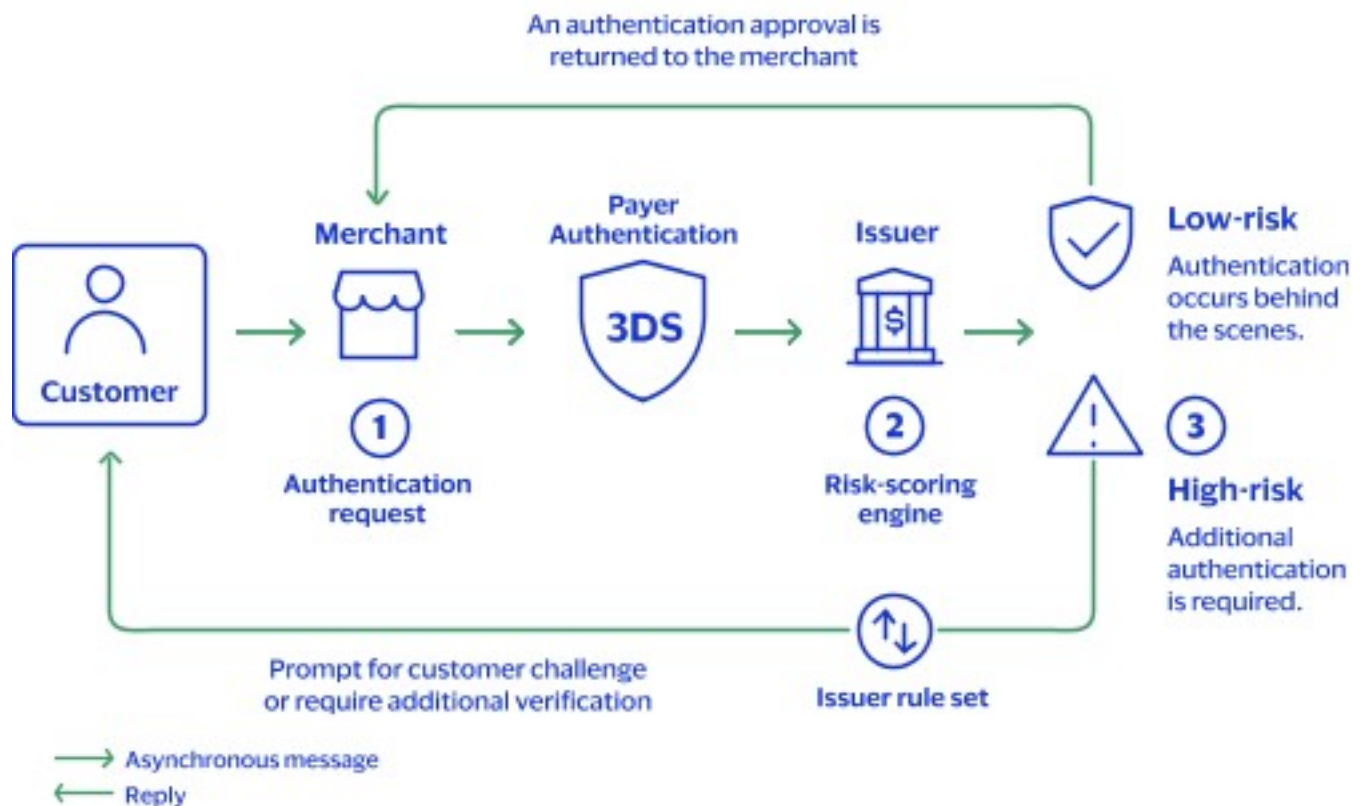 An authentication approval is
returned to the merchant
Customer
Merchant
1
Authentication
request
Payer
Authentication
3DS
Issuer
$
2
Risk-scoring
engine
Low-risk
Authentication
occurs behind
the scenes.
3
High-risk
Additional
authentication
is required.
Prompt for customer challenge
or require additional verification
Issuer rule set
Asynchronous message
Reply